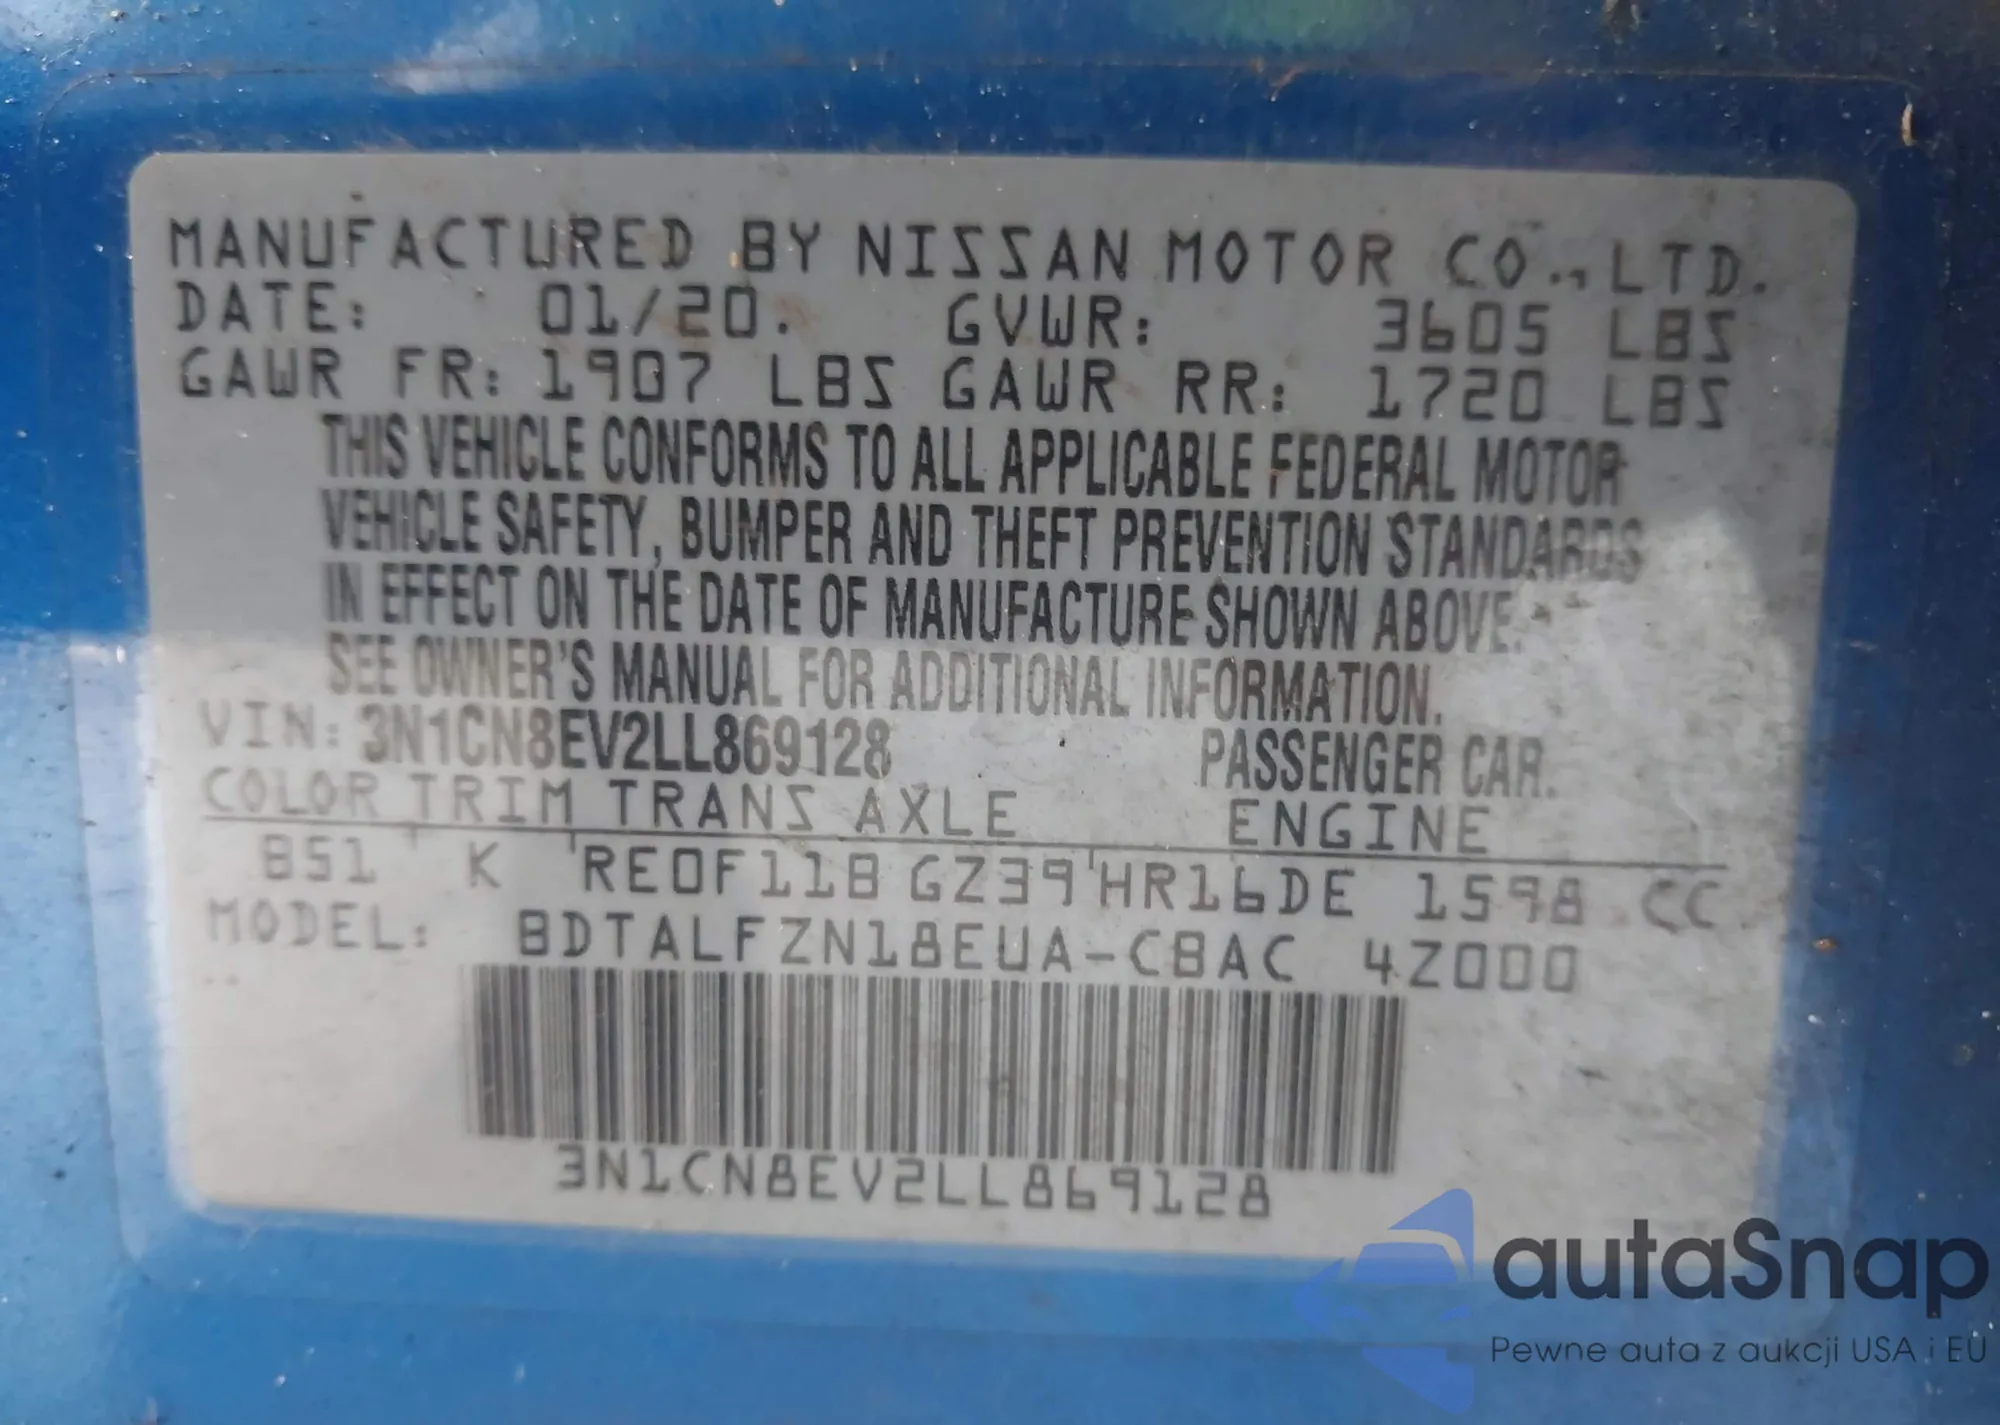 MANUFACTURED BY NISSAN MOTOR CO., LTD.
DATE: 01/20. GVWR: 3605 LBS
GAWR FR: 1907 LBS GAWR RR: 1720 LBS
THIS VEHICLE CONFORMS TO ALL APPLICABLE FEDERAL MOTOR
VEHICLE SAFETY, BUMPER AND THEFT PREVENTION STANDARDS
IN EFFECT ON THE DATE OF MANUFACTURE SHOWN ABOVE.
SEE OWNER'S MANUAL FOR ADDITIONAL INFORMATION.
VIN: 3N1CN8EV2LL869128 PASSENGER CAR.
COLOR TRIM TRANS AXLE ENGINE
B51 K RE0F11B GZ39 HR16DE 1598 CC
MODEL: BDTALFZN18EUA-CBAC 4Z000
3N1CN8EV2LL869128
autaSnap
Pewne auta z aukcji USA i EU